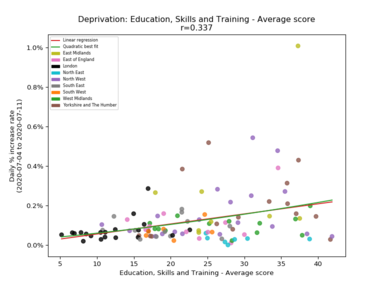 Deprivation: Education, Skills and Training - Average score
r=0.337
Daily % increase rate
(2020-07-04 to 2020-07-11)
1.0%
0.8%
0.6%
0.4%
0.2%
0.0%
Linear regression
Quadratic best fit
East Midlands
East of England
London
North East
North West
South East
South West
West Midlands
Yorkshire and The Humber
5 10 15 20 25 30 35 40
Education, Skills and Training - Average score